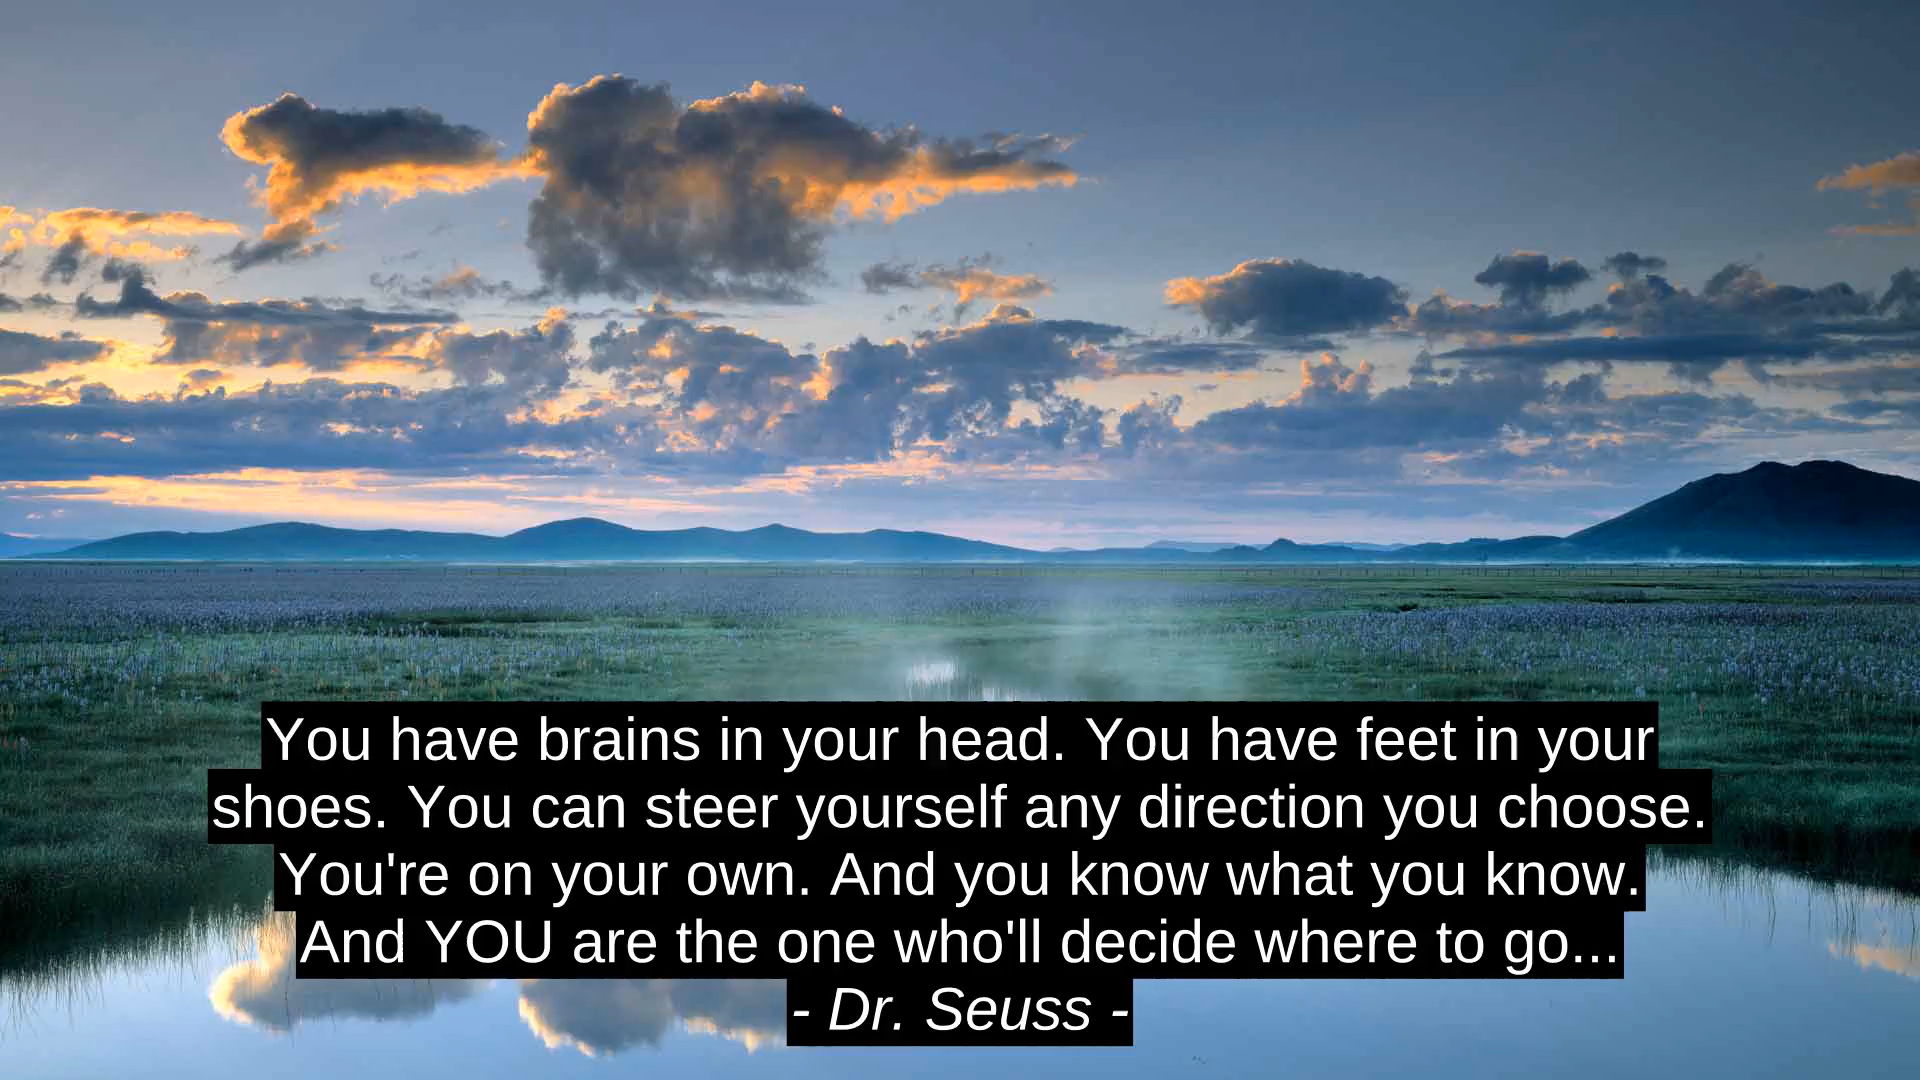 You have brains in your head. You have feet in your
shoes. You can steer yourself any direction you choose.
You're on your own. And you know what you know.
And YOU are the one who'll decide where to go...
- Dr. Seuss -